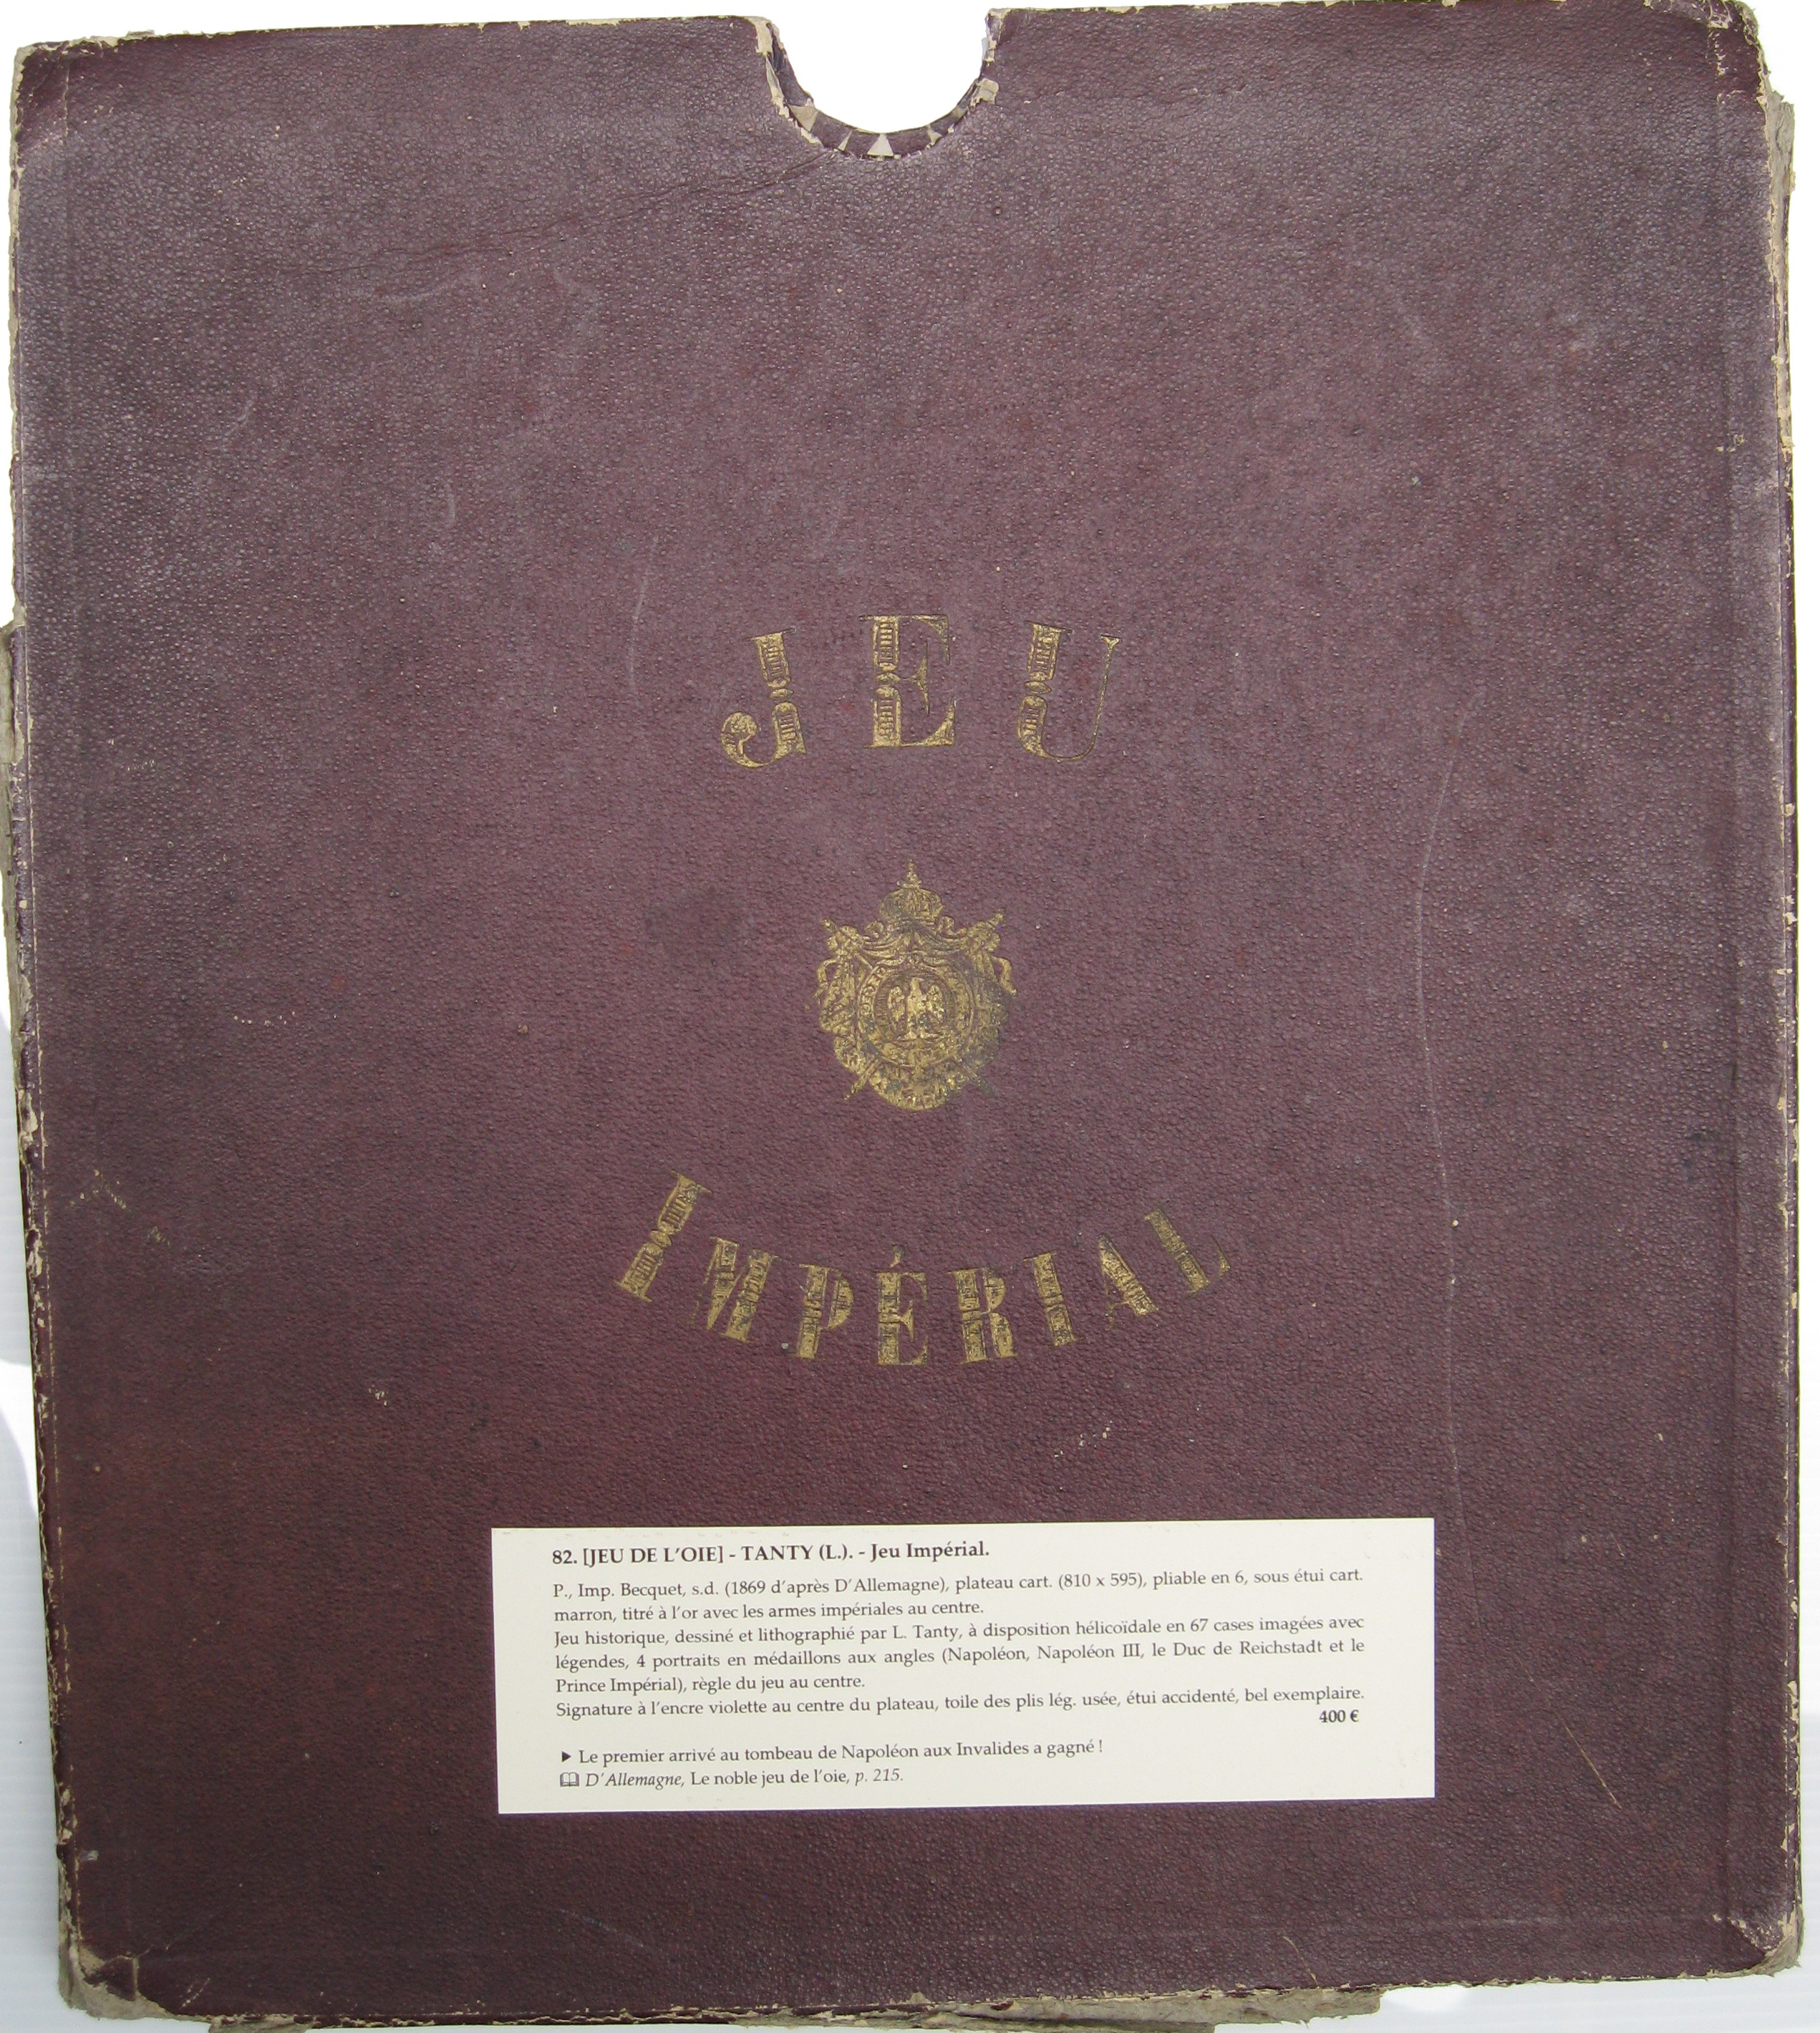 JEU
IMPÉRIAL
82. [JEU DE L'OIE] - TANTY (L.). - Jeu Impérial.
P., Imp. Becquet, s.d. (1869 d'après D'Allemagne), plateau cart. (810 x 595), pliable en 6, sous étui cart.
marron, titré à l'or avec les armes impériales au centre.
Jeu historique, dessiné et lithographié par L. Tanty, à disposition hélicoïdale en 67 cases imagées avec
légendes, 4 portraits en médaillons aux angles (Napoléon, Napoléon III, le Duc de Reichstadt et le
Prince Impérial), règle du jeu au centre.
Signature à l'encre violette au centre du plateau, toile des plis lég. usée, étui accidenté, bel exemplaire.
400 €
► Le premier arrivé au tombeau de Napoléon aux Invalides a gagné !
D'Allemagne, Le noble jeu de l'oie, p. 215.